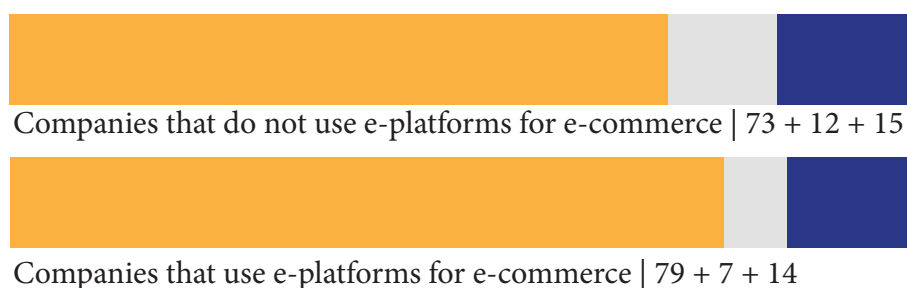 Companies that do not use e-platforms for e-commerce | 73 + 12 + 15
Companies that use e-platforms for e-commerce | 79 + 7 + 14